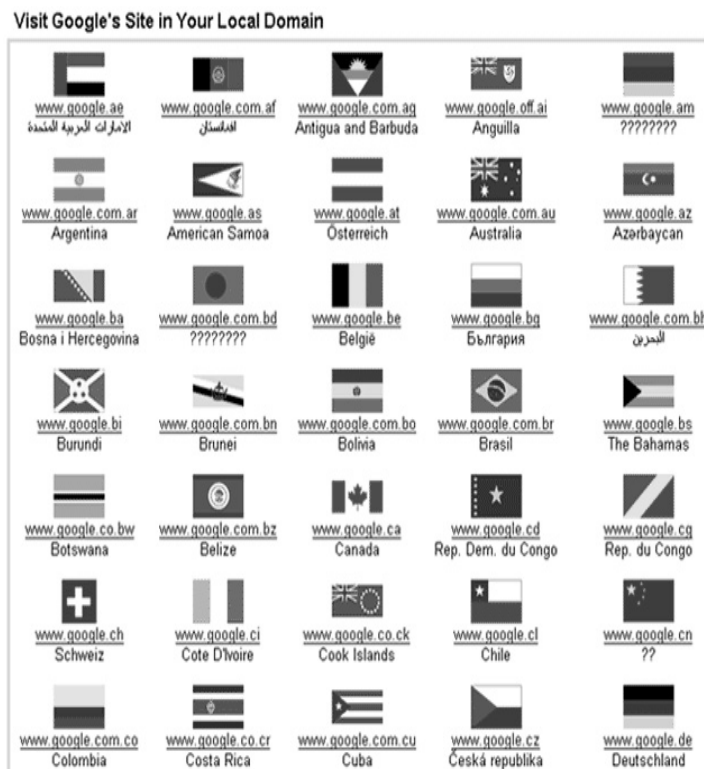 Visit Google's Site in Your Local Domain
www.google.ae www.google.com.af www.google.com.ag www.google.off.ai www.google.am
الامارات العربية المتحدة افغانستان Antigua and Barbuda Anguilla ????????
www.google.com.ar www.google.as www.google.at www.google.com.au www.google.az
Argentina American Samoa Österreich Australia Azərbaycan
www.google.ba www.google.com.bd www.google.be www.google.bg www.google.com.bh
Bosna i Hercegovina ???????? België България البحرين
www.google.bi www.google.com.bn www.google.com.bo www.google.com.br www.google.bs
Burundi Brunei Bolivia Brasil The Bahamas
www.google.co.bw www.google.com.bz www.google.ca www.google.cd www.google.cg
Botswana Belize Canada Rep. Dem. du Congo Rep. du Congo
www.google.ch www.google.ci www.google.co.ck www.google.cl www.google.cn
Schweiz Cote D'Ivoire Cook Islands Chile ??
www.google.com.co www.google.co.cr www.google.com.cu www.google.cz www.google.de
Colombia Costa Rica Cuba Česká republika Deutschland